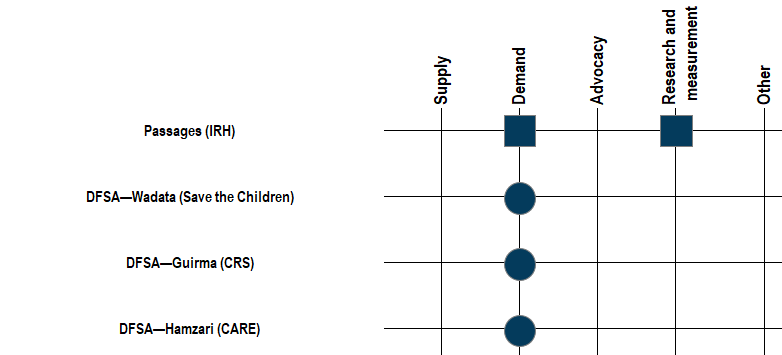 Supply
Demand
Advocacy
Research and
measurement
Other
Passages (IRH)
DFSA—Wadata (Save the Children)
DFSA—Guirma (CRS)
DFSA—Hamzari (CARE)